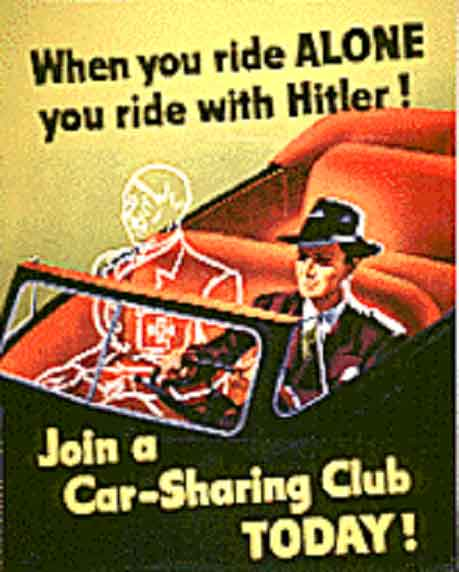 When you ride ALONE
you ride with Hitler!
Join a
Car-Sharing Club
TODAY!